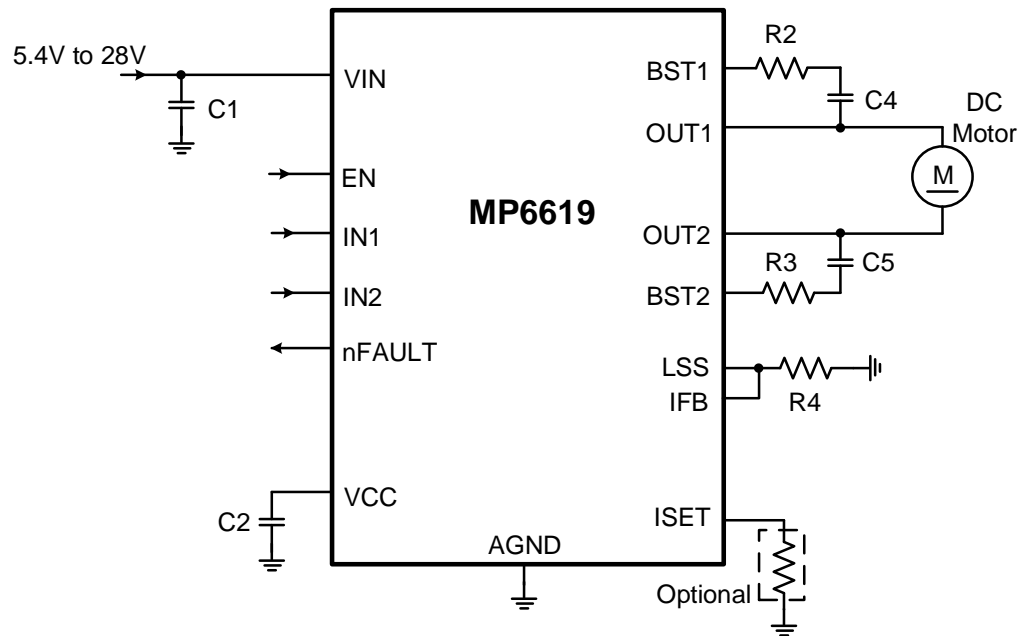 5.4V to 28V
C1
VIN
EN
IN1
IN2
nFAULT
VCC
C2
MP6619
AGND
BST1
R2
C4
OUT1
DC
Motor
M
OUT2
C5
R3
BST2
LSS
IFB
R4
ISET
Optional